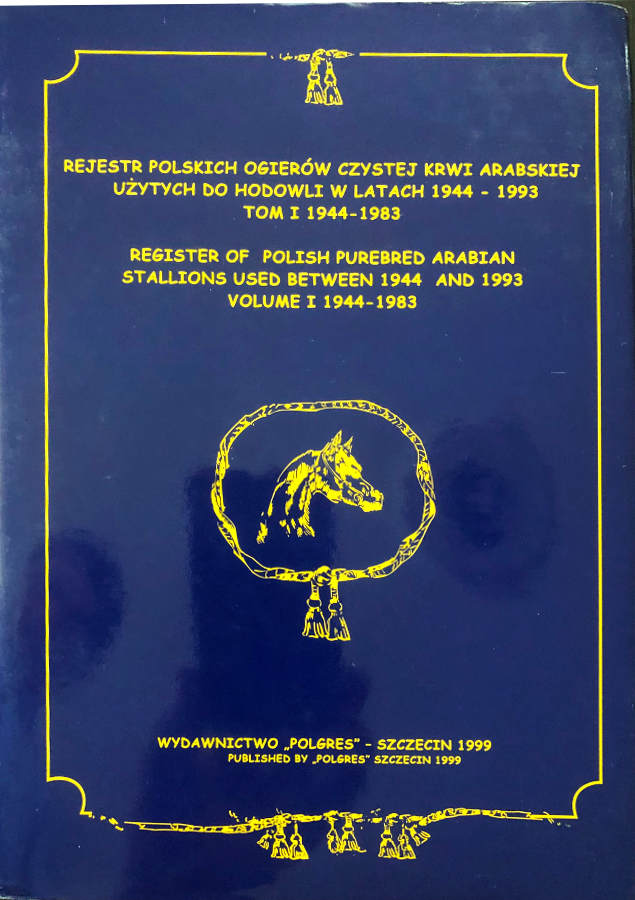 REJESTR POLSKICH OGIERÓW CZYSTEJ KRWI ARABSKIEJ
UŻYTYCH DO HODOWLI W LATACH 1944 - 1993
TOM I 1944-1983
REGISTER OF POLISH PUREBRED ARABIAN
STALLIONS USED BETWEEN 1944 AND 1993
VOLUME I 1944-1983
WYDAWNICTWO „POLGRES” - SZCZECIN 1999
PUBLISHED BY „POLGRES” SZCZECIN 1999